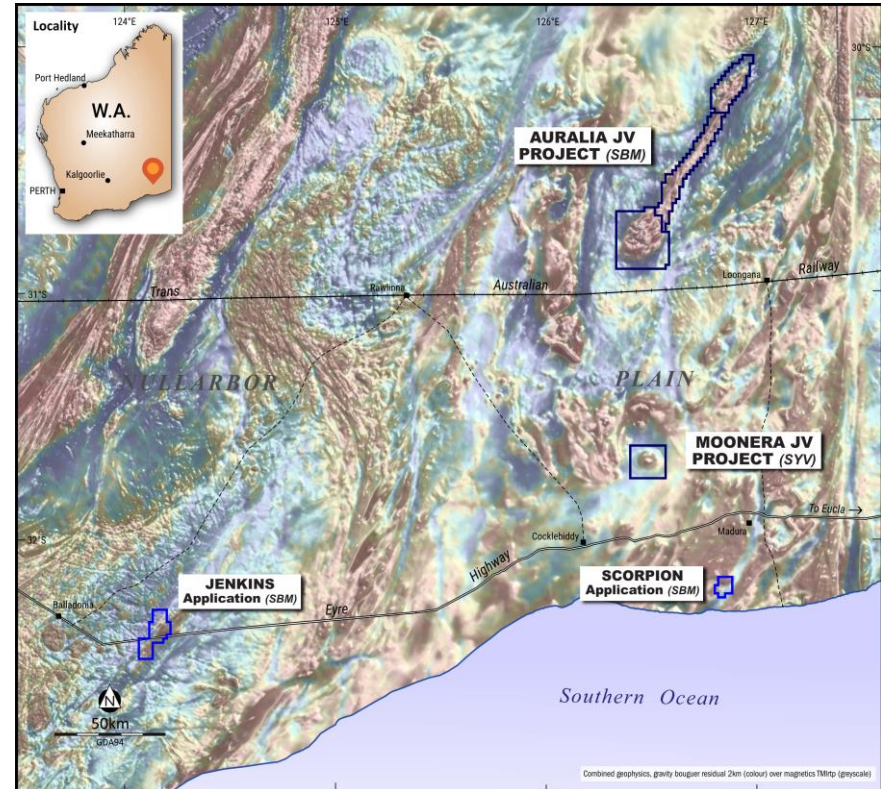 Locality
124°E
125°E
126°E
127°E
30°S
Port Hedland
W.A.
Meekatharra
Kalgoorlie
PERTH
AURALIA JV
PROJECT (SBM)
Loongana
Railway
Rawlinna
Australian
Trans
31°S
NULLARBOR
PLAIN
MOONERA JV
PROJECT (SYV)
To Eucla →
Madura
32°S
Cocklebiddy
Highway
JENKINS
Application (SBM)
SCORPION
Application (SBM)
Balladonia
Eyre
N
50km
GDA94
Southern Ocean
Combined geophysics, gravity bouguer residual 2km (colour) over magnetics TMIrtp (greyscale)